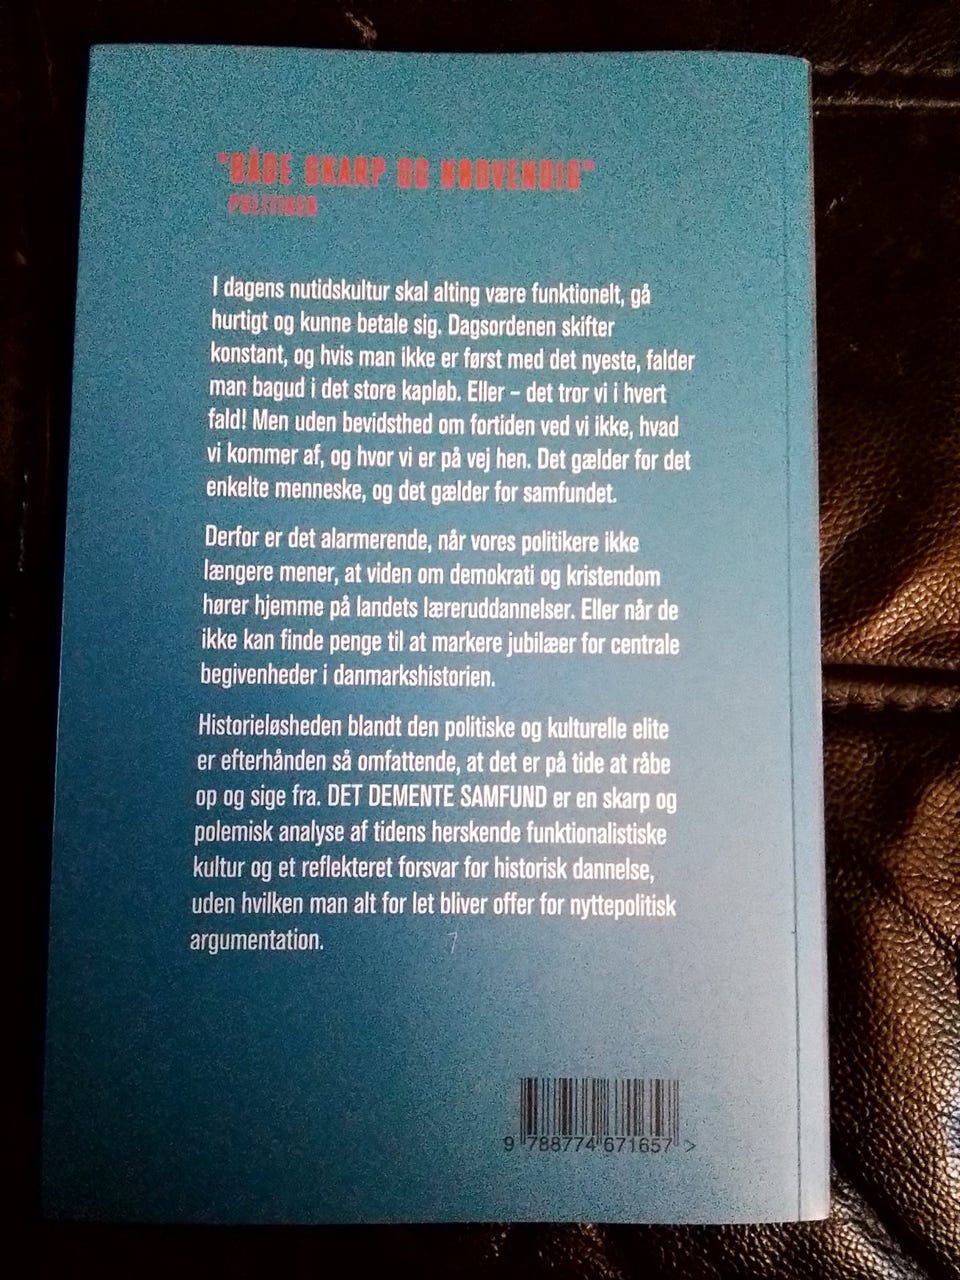 "BÅDE SKARP OG NØDVENDIG"
POLITIKEN
I dagens nutidskultur skal alting være funktionelt, gå
hurtigt og kunne betale sig. Dagsordenen skifter
konstant, og hvis man ikke er først med det nyeste, falder
man bagud i det store kapløb. Eller – det tror vi i hvert
fald! Men uden bevidsthed om fortiden ved vi ikke, hvad
vi kommer af, og hvor vi er på vej hen. Det gælder for det
enkelte menneske, og det gælder for samfundet.
Derfor er det alarmerende, når vores politikere ikke
længere mener, at viden om demokrati og kristendom
hører hjemme på landets læreruddannelser. Eller når de
ikke kan finde penge til at markere jubilæer for centrale
begivenheder i danmarkshistorien.
Historieløsheden blandt den politiske og kulturelle elite
er efterhånden så omfattende, at det er på tide at råbe
op og sige fra. DET DEMENTE SAMFUND er en skarp og
polemisk analyse af tidens herskende funktionalistiske
kultur og et reflekteret forsvar for historisk dannelse,
uden hvilken man alt for let bliver offer for nyttepolitisk
argumentation.
9 788774 671657 >